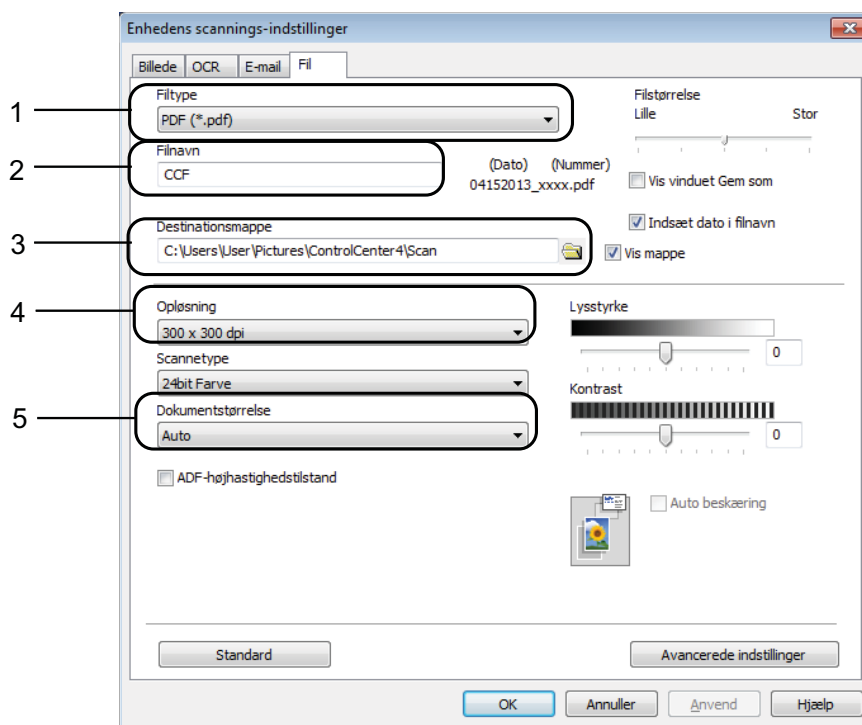 Enhedens scannings-indstillinger
Billede OCR E-mail Fil
1
Filtype
PDF (*.pdf)
Filstørrelse
Lille Stor
2
Filnavn
CCF
(Dato) (Nummer)
04152013_xxxx.pdf
Vis vinduet Gem som
Indsæt dato i filnavn
3
Destinationsmappe
C:\Users\User\Pictures\ControlCenter4\Scan
Vis mappe
4
Opløsning
300 x 300 dpi
Lysstyrke
0
Scannetype
24bit Farve
Kontrast
0
5
Dokumentstørrelse
Auto
ADF-højhastighedstilstand
Auto beskæring
Standard
Avancerede indstillinger
OK Annuller Anvend Hjælp